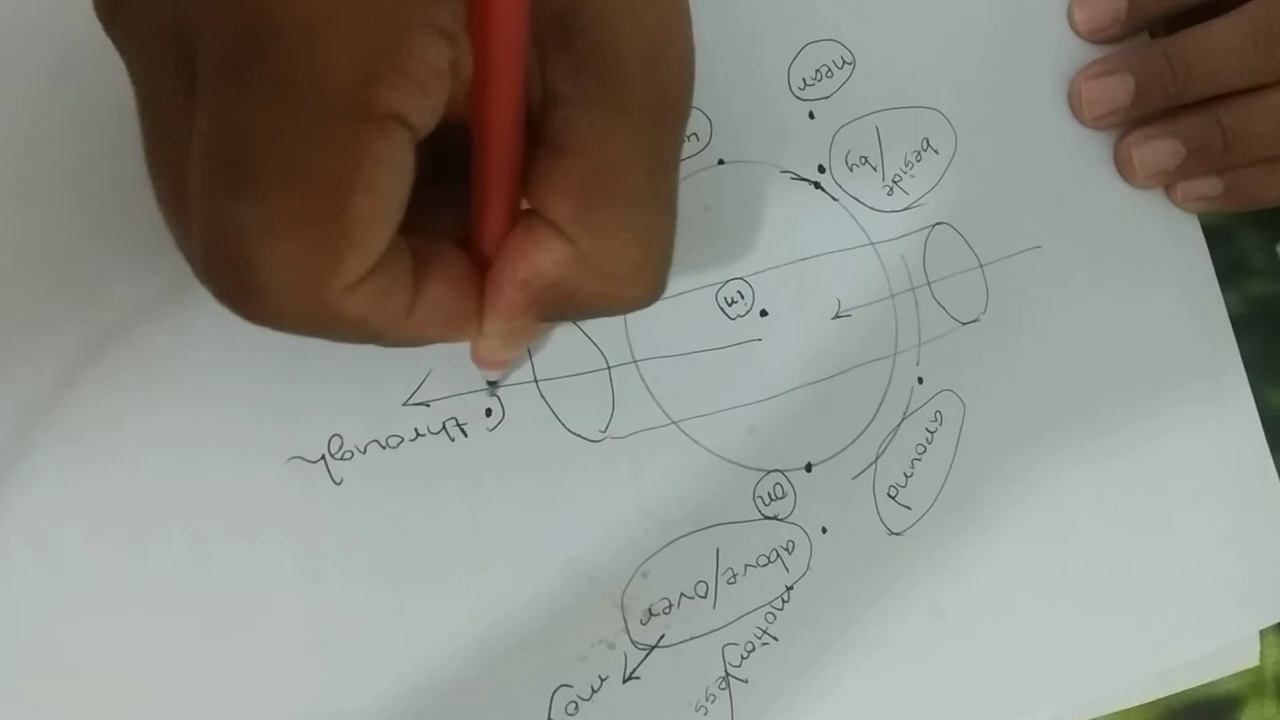 motionless
above/over
on
around
through
in
beside
/by
near